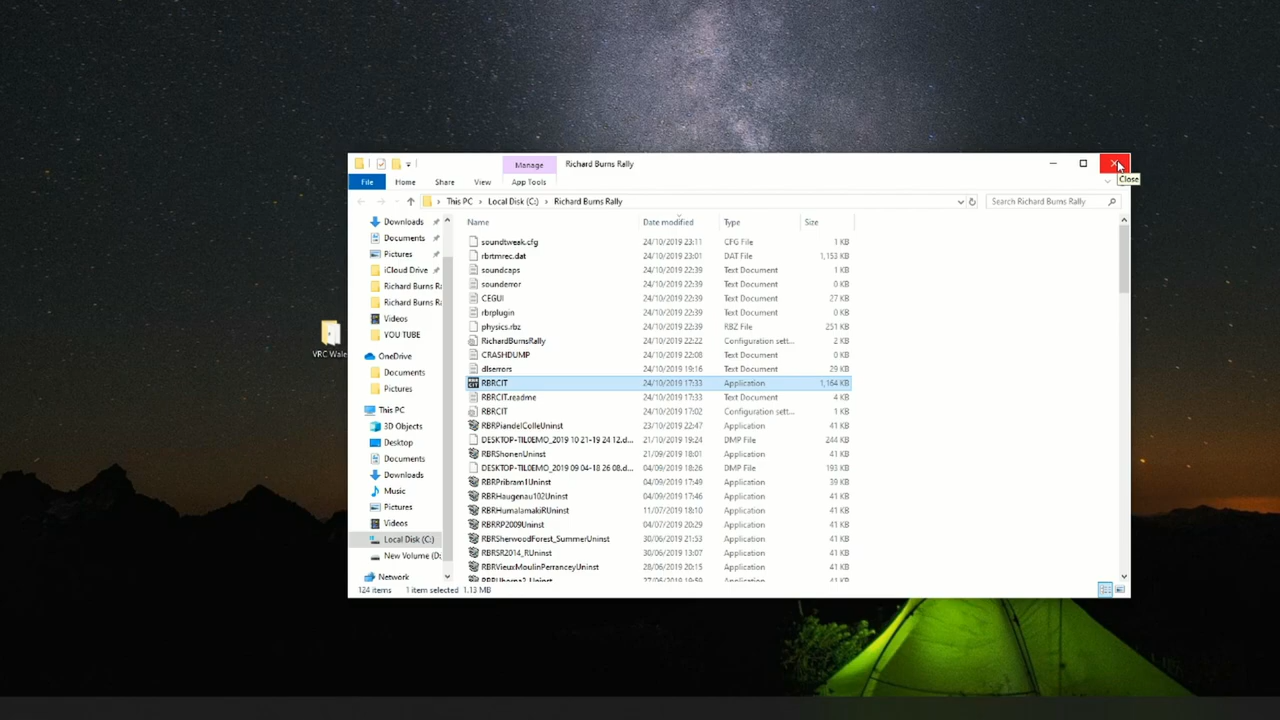 Manage
Richard Burns Rally
Close
File
Home
Share
View
App Tools
This PC > Local Disk (C:) > Richard Burns Rally
Search Richard Burns Rally
Downloads
Documents
Pictures
iCloud Drive
Richard Burns Ra
Richard Burns Ra
Videos
YOU TUBE
OneDrive
Documents
Pictures
This PC
3D Objects
Desktop
Documents
Downloads
Music
Pictures
Videos
Local Disk (C:)
New Volume (D:
Network
Name Date modified Type Size
soundtweak.cfg 24/10/2019 23:11 CFG File 1 KB
rbrtmrec.dat 24/10/2019 23:01 DAT File 1,153 KB
soundcaps 24/10/2019 22:39 Text Document 1 KB
sounderror 24/10/2019 22:39 Text Document 0 KB
CEGUI 24/10/2019 22:39 Text Document 27 KB
rbrplugin 24/10/2019 22:39 Text Document 0 KB
physics.rbz 24/10/2019 22:39 RBZ File 251 KB
RichardBurnsRally 24/10/2019 22:22 Configuration sett... 2 KB
CRASHDUMP 24/10/2019 22:08 Text Document 0 KB
dlserrors 24/10/2019 19:16 Text Document 29 KB
RBRCIT 24/10/2019 17:33 Application 1,164 KB
RBRCIT.readme 24/10/2019 17:33 Text Document 4 KB
RBRCIT 24/10/2019 17:02 Configuration sett... 1 KB
RBRPiandelColleUninst 23/10/2019 22:47 Application 41 KB
DESKTOP-TIL0EMO_2019 10 21-19 24 12.d... 21/10/2019 19:24 DMP File 244 KB
RBRShonenUninst 21/09/2019 18:01 Application 41 KB
DESKTOP-TIL0EMO_2019 09 04-18 26 08.d... 04/09/2019 18:26 DMP File 193 KB
RBRPribram1Uninst 04/09/2019 17:49 Application 39 KB
RBRHaugenau102Uninst 04/09/2019 17:46 Application 41 KB
RBRHumalamakiRUninst 11/07/2019 18:10 Application 41 KB
RBRRP2009Uninst 04/07/2019 20:29 Application 41 KB
RBRSherwoodForest_SummerUninst 30/06/2019 21:53 Application 41 KB
RBRSR2014_RUninst 30/06/2019 13:07 Application 41 KB
RBRVieuxMoulinPerranceyUninst 28/06/2019 20:15 Application 41 KB
27/06/2019 19:59 Application 41 KB
124 items 1 item selected 1.13 MB
VRC Wale